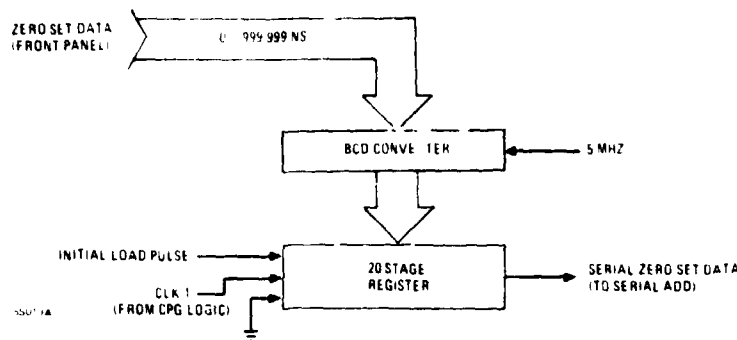 ZERO SET DATA
(FRONT PANEL)
0 999 999 NS
BCD CONVE TER
5 MHZ
INITIAL LOAD PULSE
20 STAGE
REGISTER
CLK 1
(FROM CPG LOGIC)
SERIAL ZERO SET DATA
(TO SERIAL ADD)